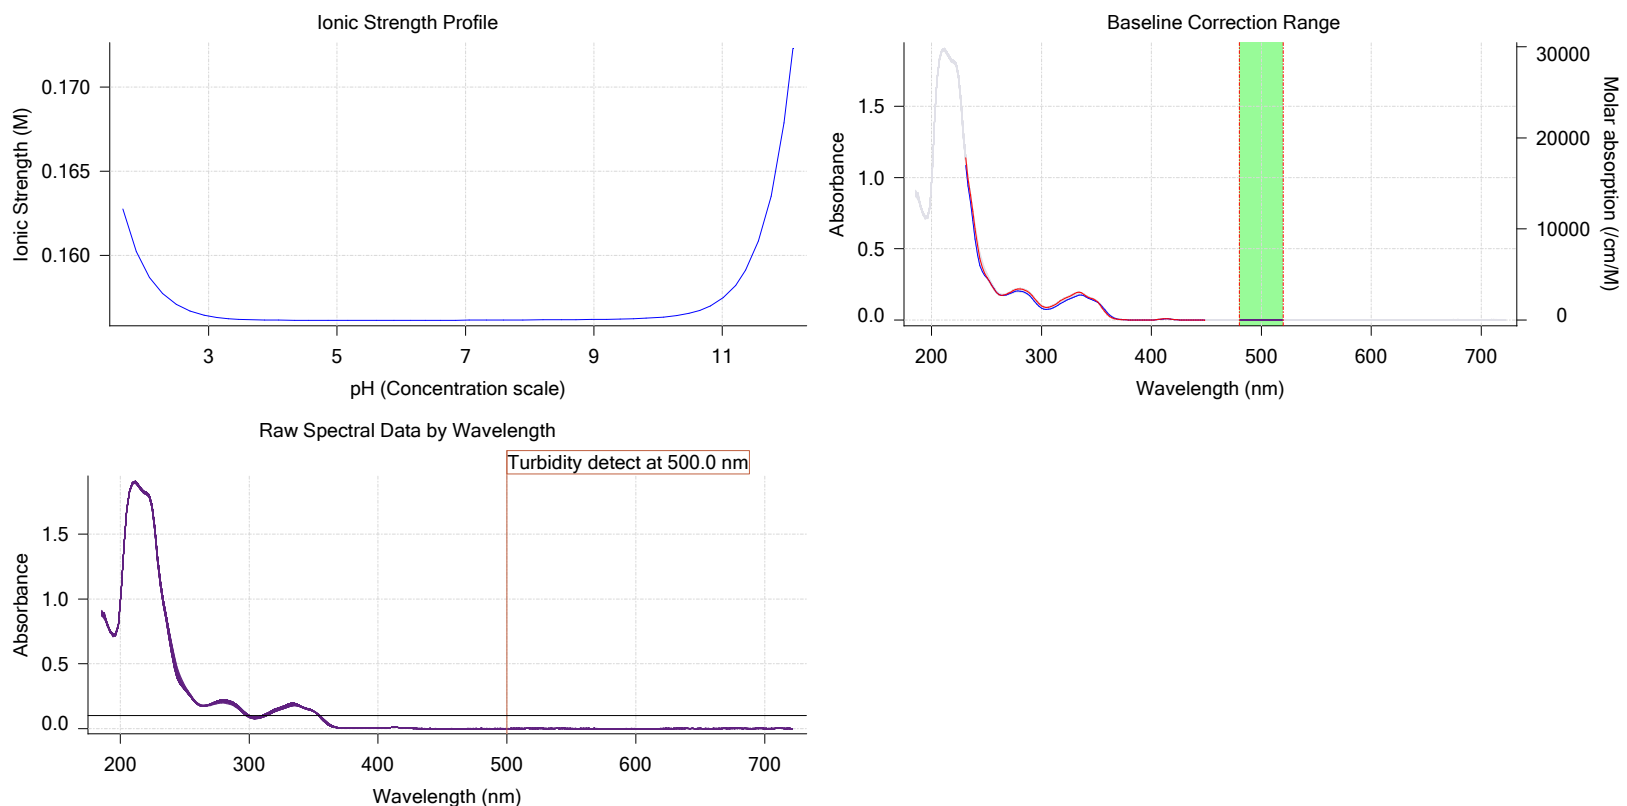 Ionic Strength Profile
0.170
0.165
0.160
Ionic Strength (M)
3 5 7 9 11
pH (Concentration scale)
Baseline Correction Range
1.5
1.0
0.5
0.0
Absorbance
30000
20000
10000
0
Molar absorption (/cm/M)
200 300 400 500 600 700
Wavelength (nm)
Raw Spectral Data by Wavelength
Turbidity detect at 500.0 nm
1.5
1.0
0.5
0.0
Absorbance
200 300 400 500 600 700
Wavelength (nm)